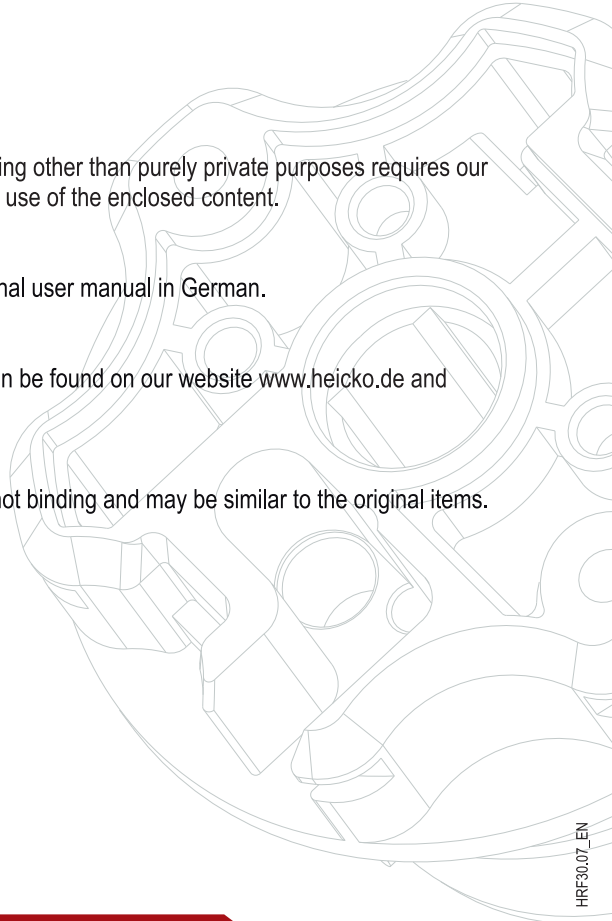 ing other than purely private purposes requires our
use of the enclosed content.
nal user manual in German.
n be found on our website www.heicko.de and
not binding and may be similar to the original items.
HRF30.07_EN